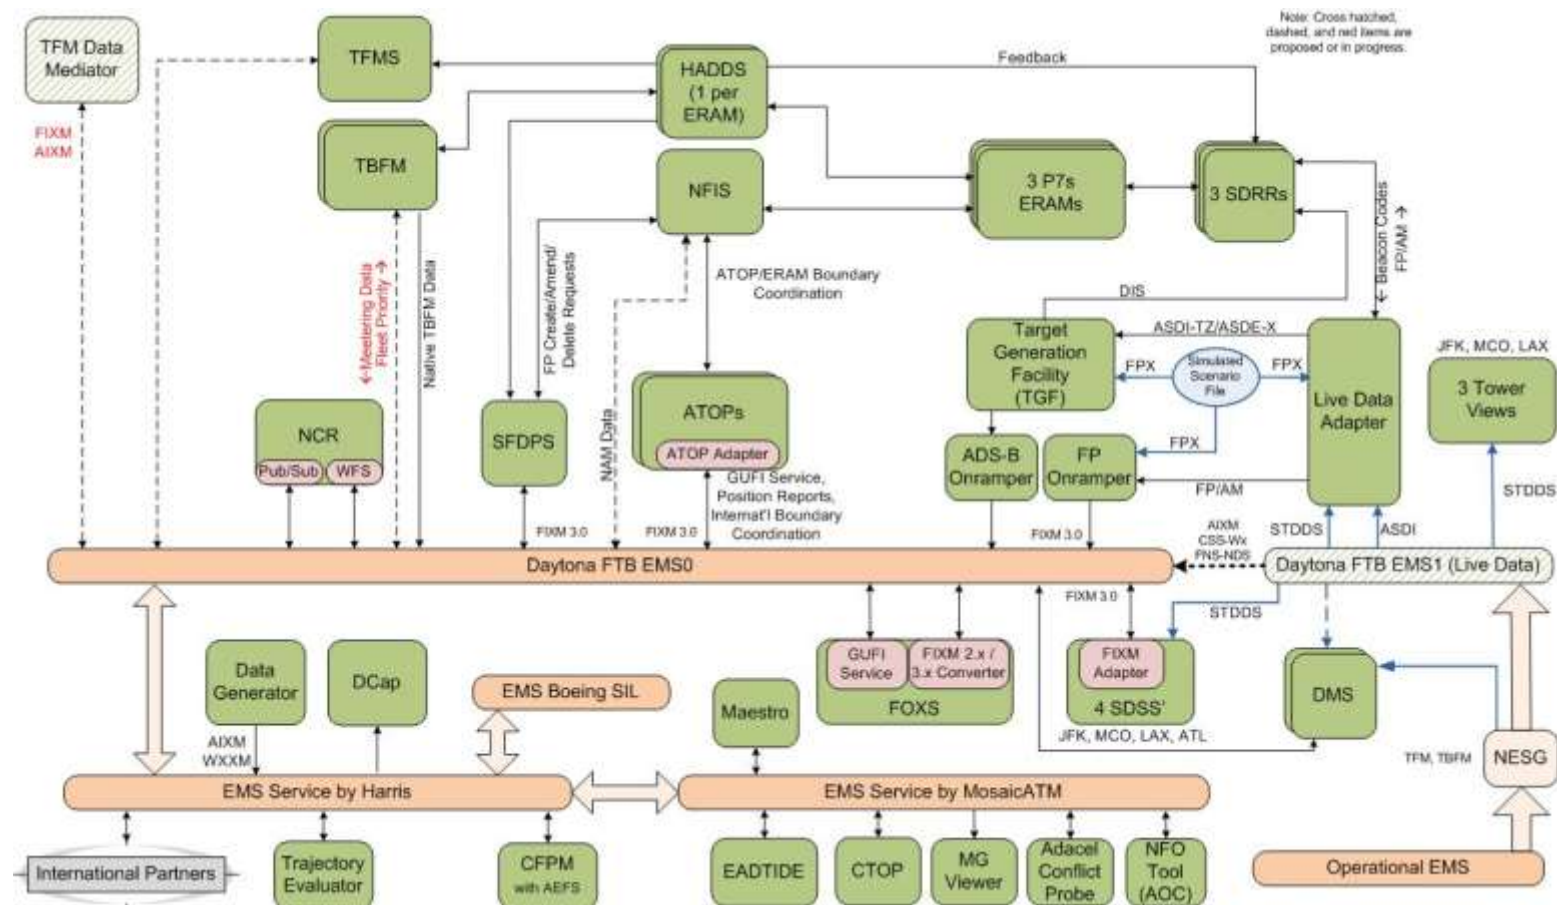 Note: Cross hatched,
dashed, and red items are
proposed or in progress.
TFM Data
Mediator
TFMS
HADDS
(1 per
ERAM)
Feedback
FIXM
AIXM
TBFM
NFIS
3 P7s
ERAMs
3 SDRRs
←Meetering Data
Fleet Priority→
Native TBFM Data
FP Create/Amend/
Delete Requests
NAM Data
ATOP/ERAM Boundary
Coordination
DIS
← Beacon Codes
FP/AM →
Target
Generation
Facility
(TGF)
ASDI-TZ/ASDE-X
FPX
Simulated
Scenario
File
FPX
FPX
Live Data
Adapter
JFK, MCO, LAX
3 Tower
Views
NCR
Pub/Sub
WFS
SFDPS
ATOPs
ATOP Adapter
GUFI Service,
Position Reports,
Internat'l Boundary
Coordination
ADS-B
Onramper
FP
Onramper
FP/AM
STDDS
ASDI
STDDS
FIXM 3.0
FIXM 3.0
FIXM 3.0
AIXM
CSS-Wx
FNS-NDS
Daytona FTB EMS0
Daytona FTB EMS1 (Live Data)
FIXM 3.0
STDDS
Data
Generator
DCap
EMS Boeing SIL
Maestro
GUFI
Service
FIXM 2.x /
3.x Converter
FOXS
FIXM
Adapter
4 SDSS'
JFK, MCO, LAX, ATL
DMS
TFM, TBFM
NESG
AIXM
WXXM
EMS Service by Harris
EMS Service by MosaicATM
International Partners
Trajectory
Evaluator
CFPM
with AEFS
EADTIDE
CTOP
MG
Viewer
Adacel
Conflict
Probe
NFO
Tool
(AOC)
Operational EMS